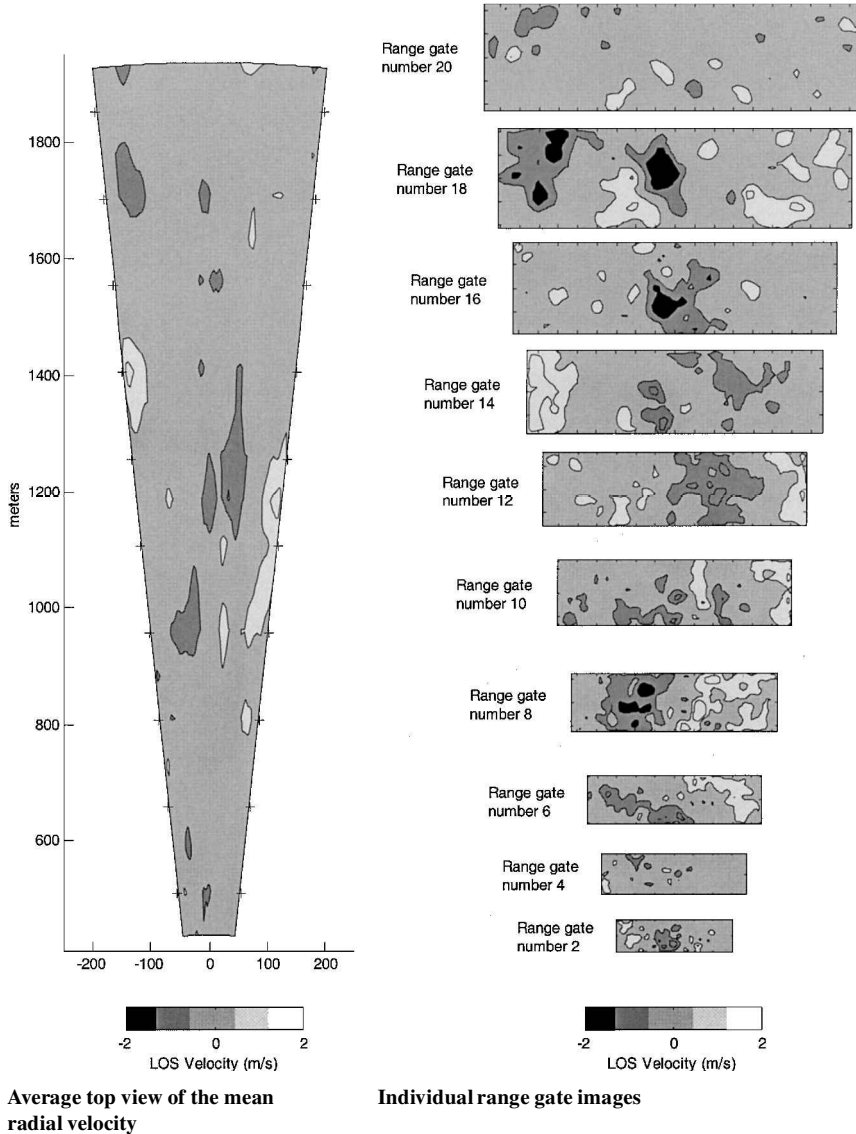 1800
1600
1400
1200
1000
800
600
meters
-200 -100 0 100 200
-2 0 2
LOS Velocity (m/s)
Average top view of the mean
radial velocity
Range gate
number 20
Range gate
number 18
Range gate
number 16
Range gate
number 14
Range gate
number 12
Range gate
number 10
Range gate
number 8
Range gate
number 6
Range gate
number 4
Range gate
number 2
-2 0 2
LOS Velocity (m/s)
Individual range gate images